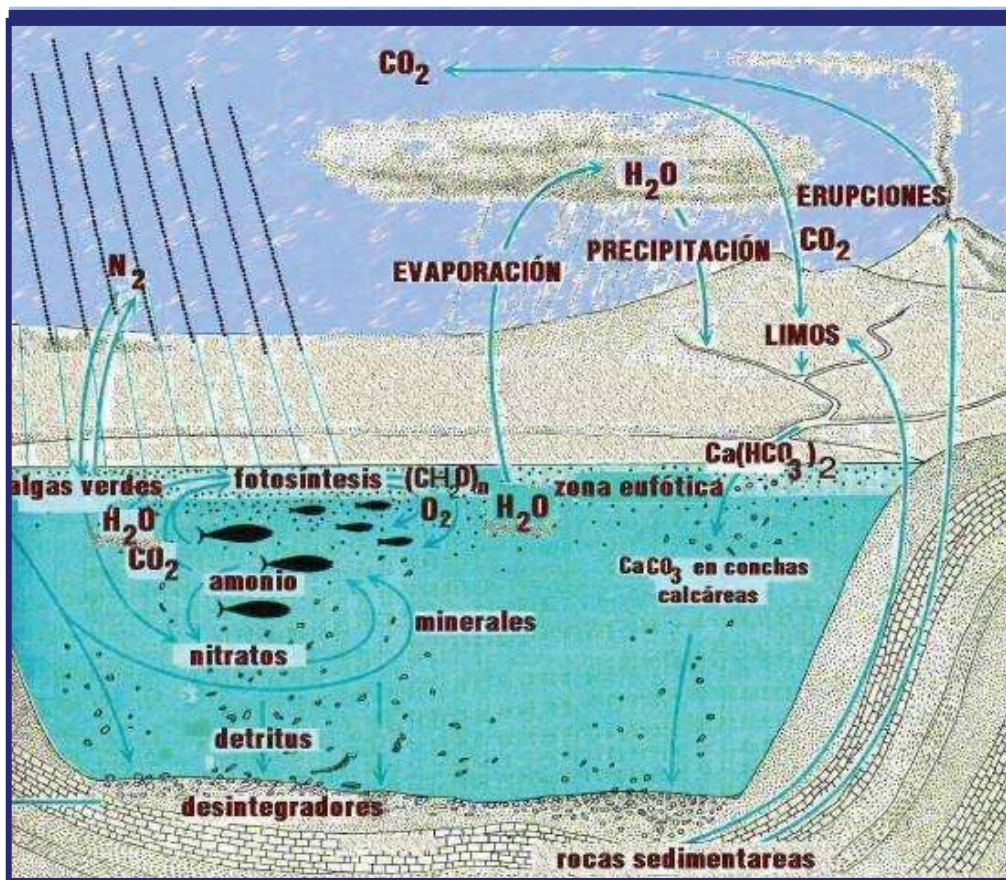 CO₂
H₂O
ERUPCIONES
CO₂
PRECIPITACIÓN
EVAPORACIÓN
N₂
LIMOS
Ca(HCO₃)₂
algas verdes
fotosíntesis
(CH₂O)n
zona eufótica
O₂
H₂O
H₂O
CO₂
amonio
CaCO₃ en conchas
calcáreas
minerales
nitratos
detritus
desintegradores
rocas sedimentareas